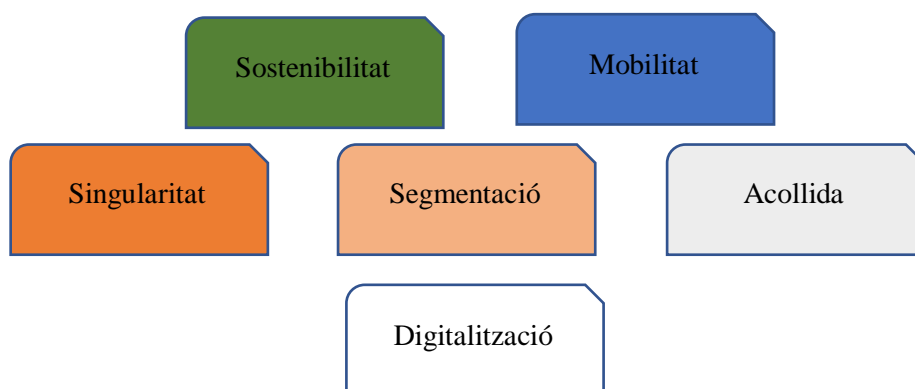 Sostenibilitat
Mobilitat
Singularitat
Segmentació
Acollida
Digitalització